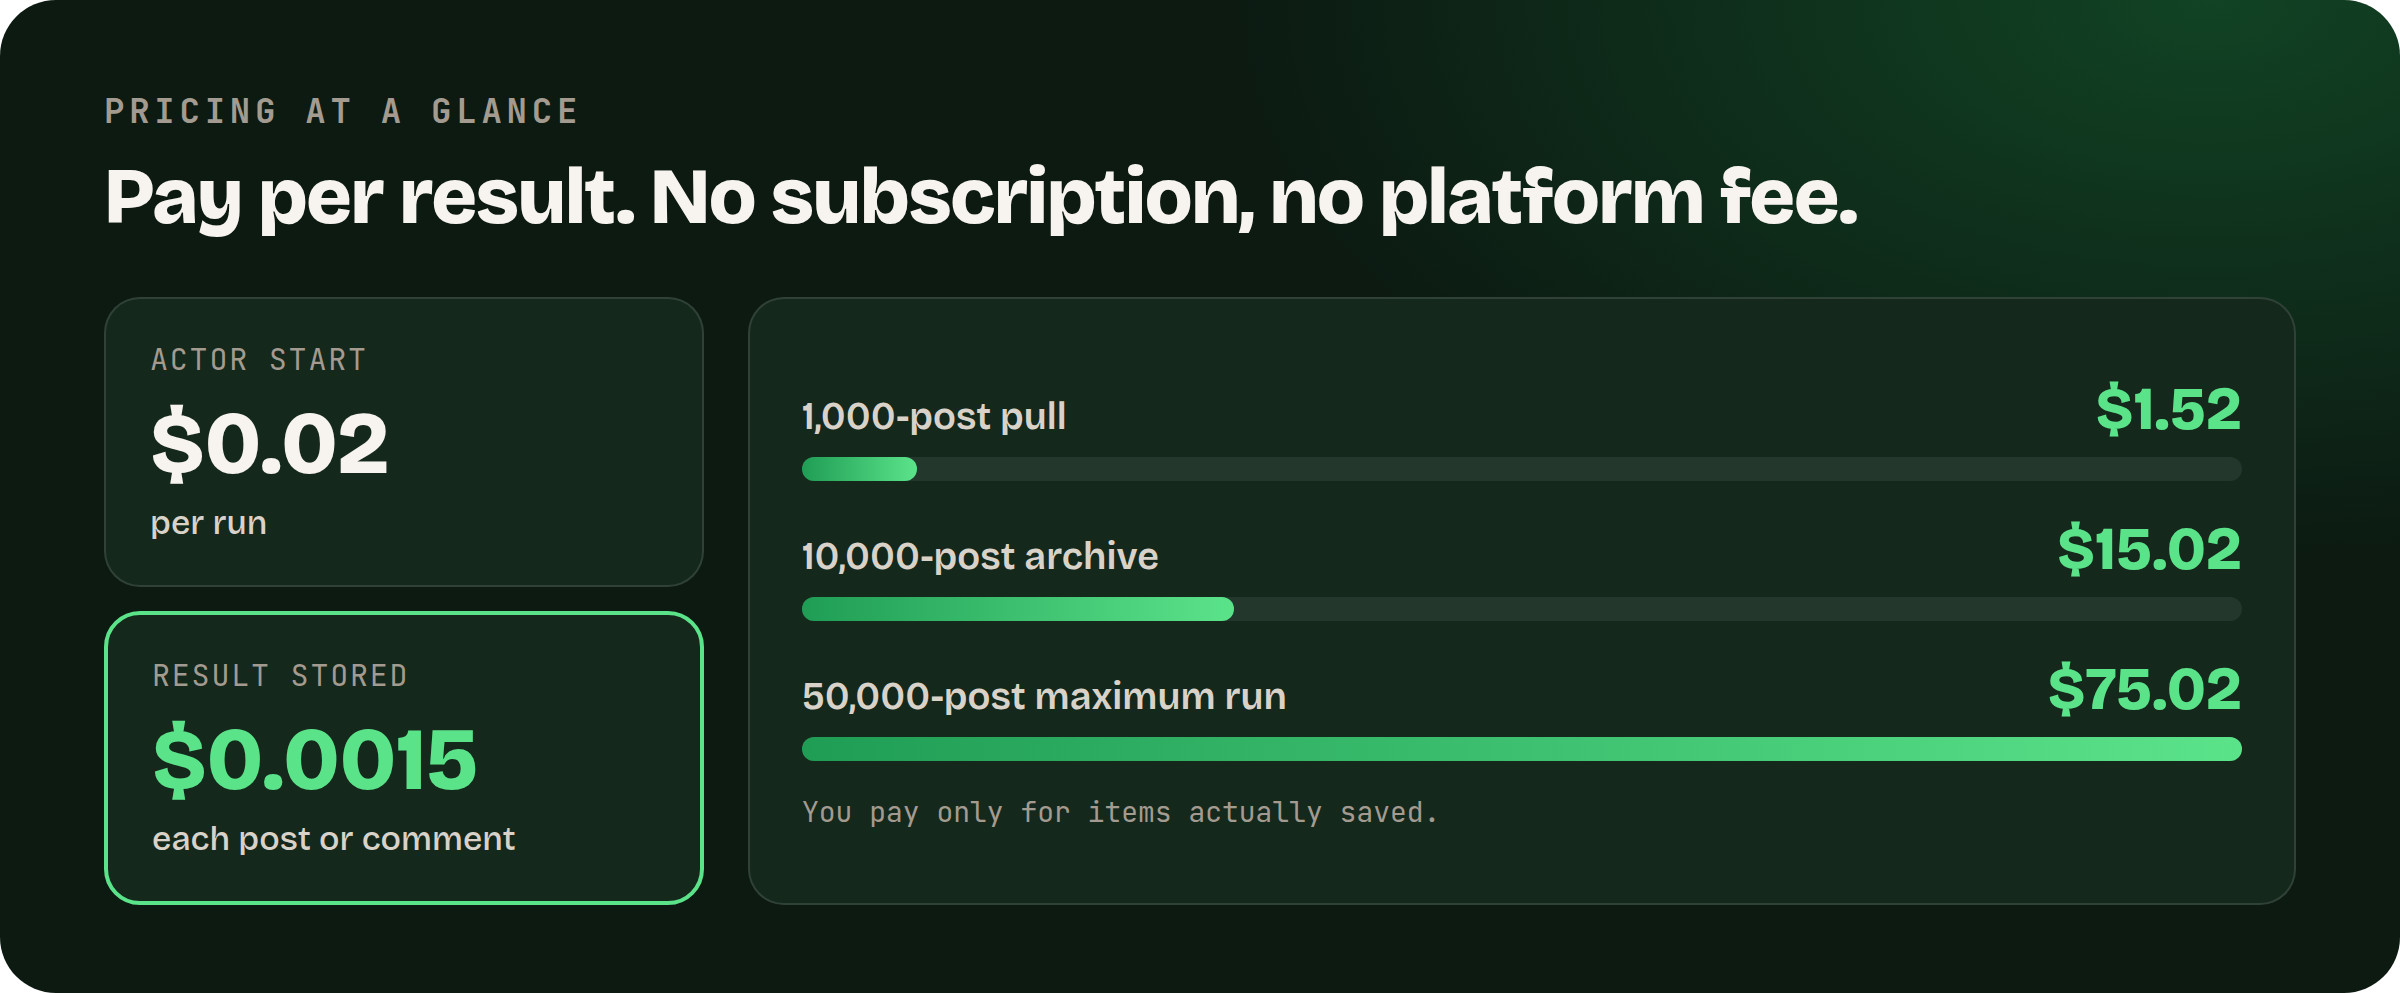 PRICING AT A GLANCE
Pay per result. No subscription, no platform fee.
ACTOR START
$0.02
per run
RESULT STORED
$0.0015
each post or comment
1,000-post pull
$1.52
10,000-post archive
$15.02
50,000-post maximum run
$75.02
You pay only for items actually saved.